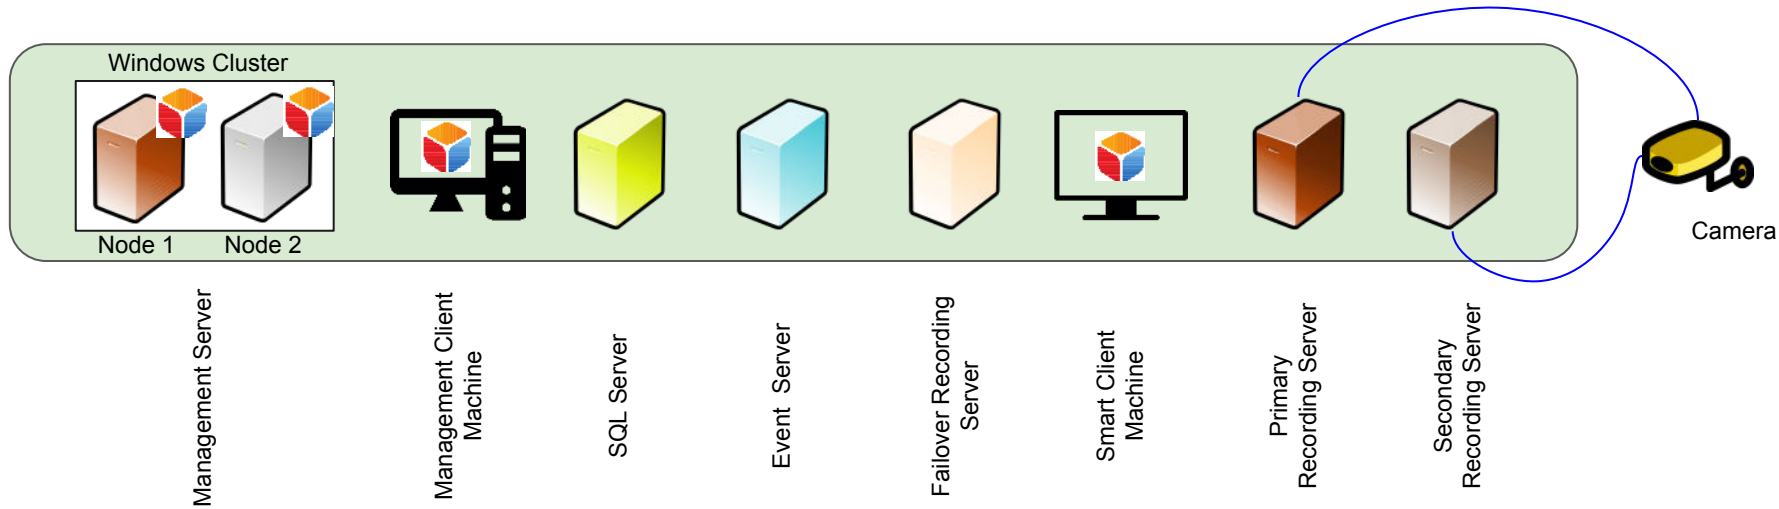 Windows Cluster
Node 1
Node 2
Camera
Management Server
Management Client
Machine
SQL Server
Event  Server
Failover Recording
Server
Smart Client
Machine
Primary
Recording Server
Secondary
Recording Server